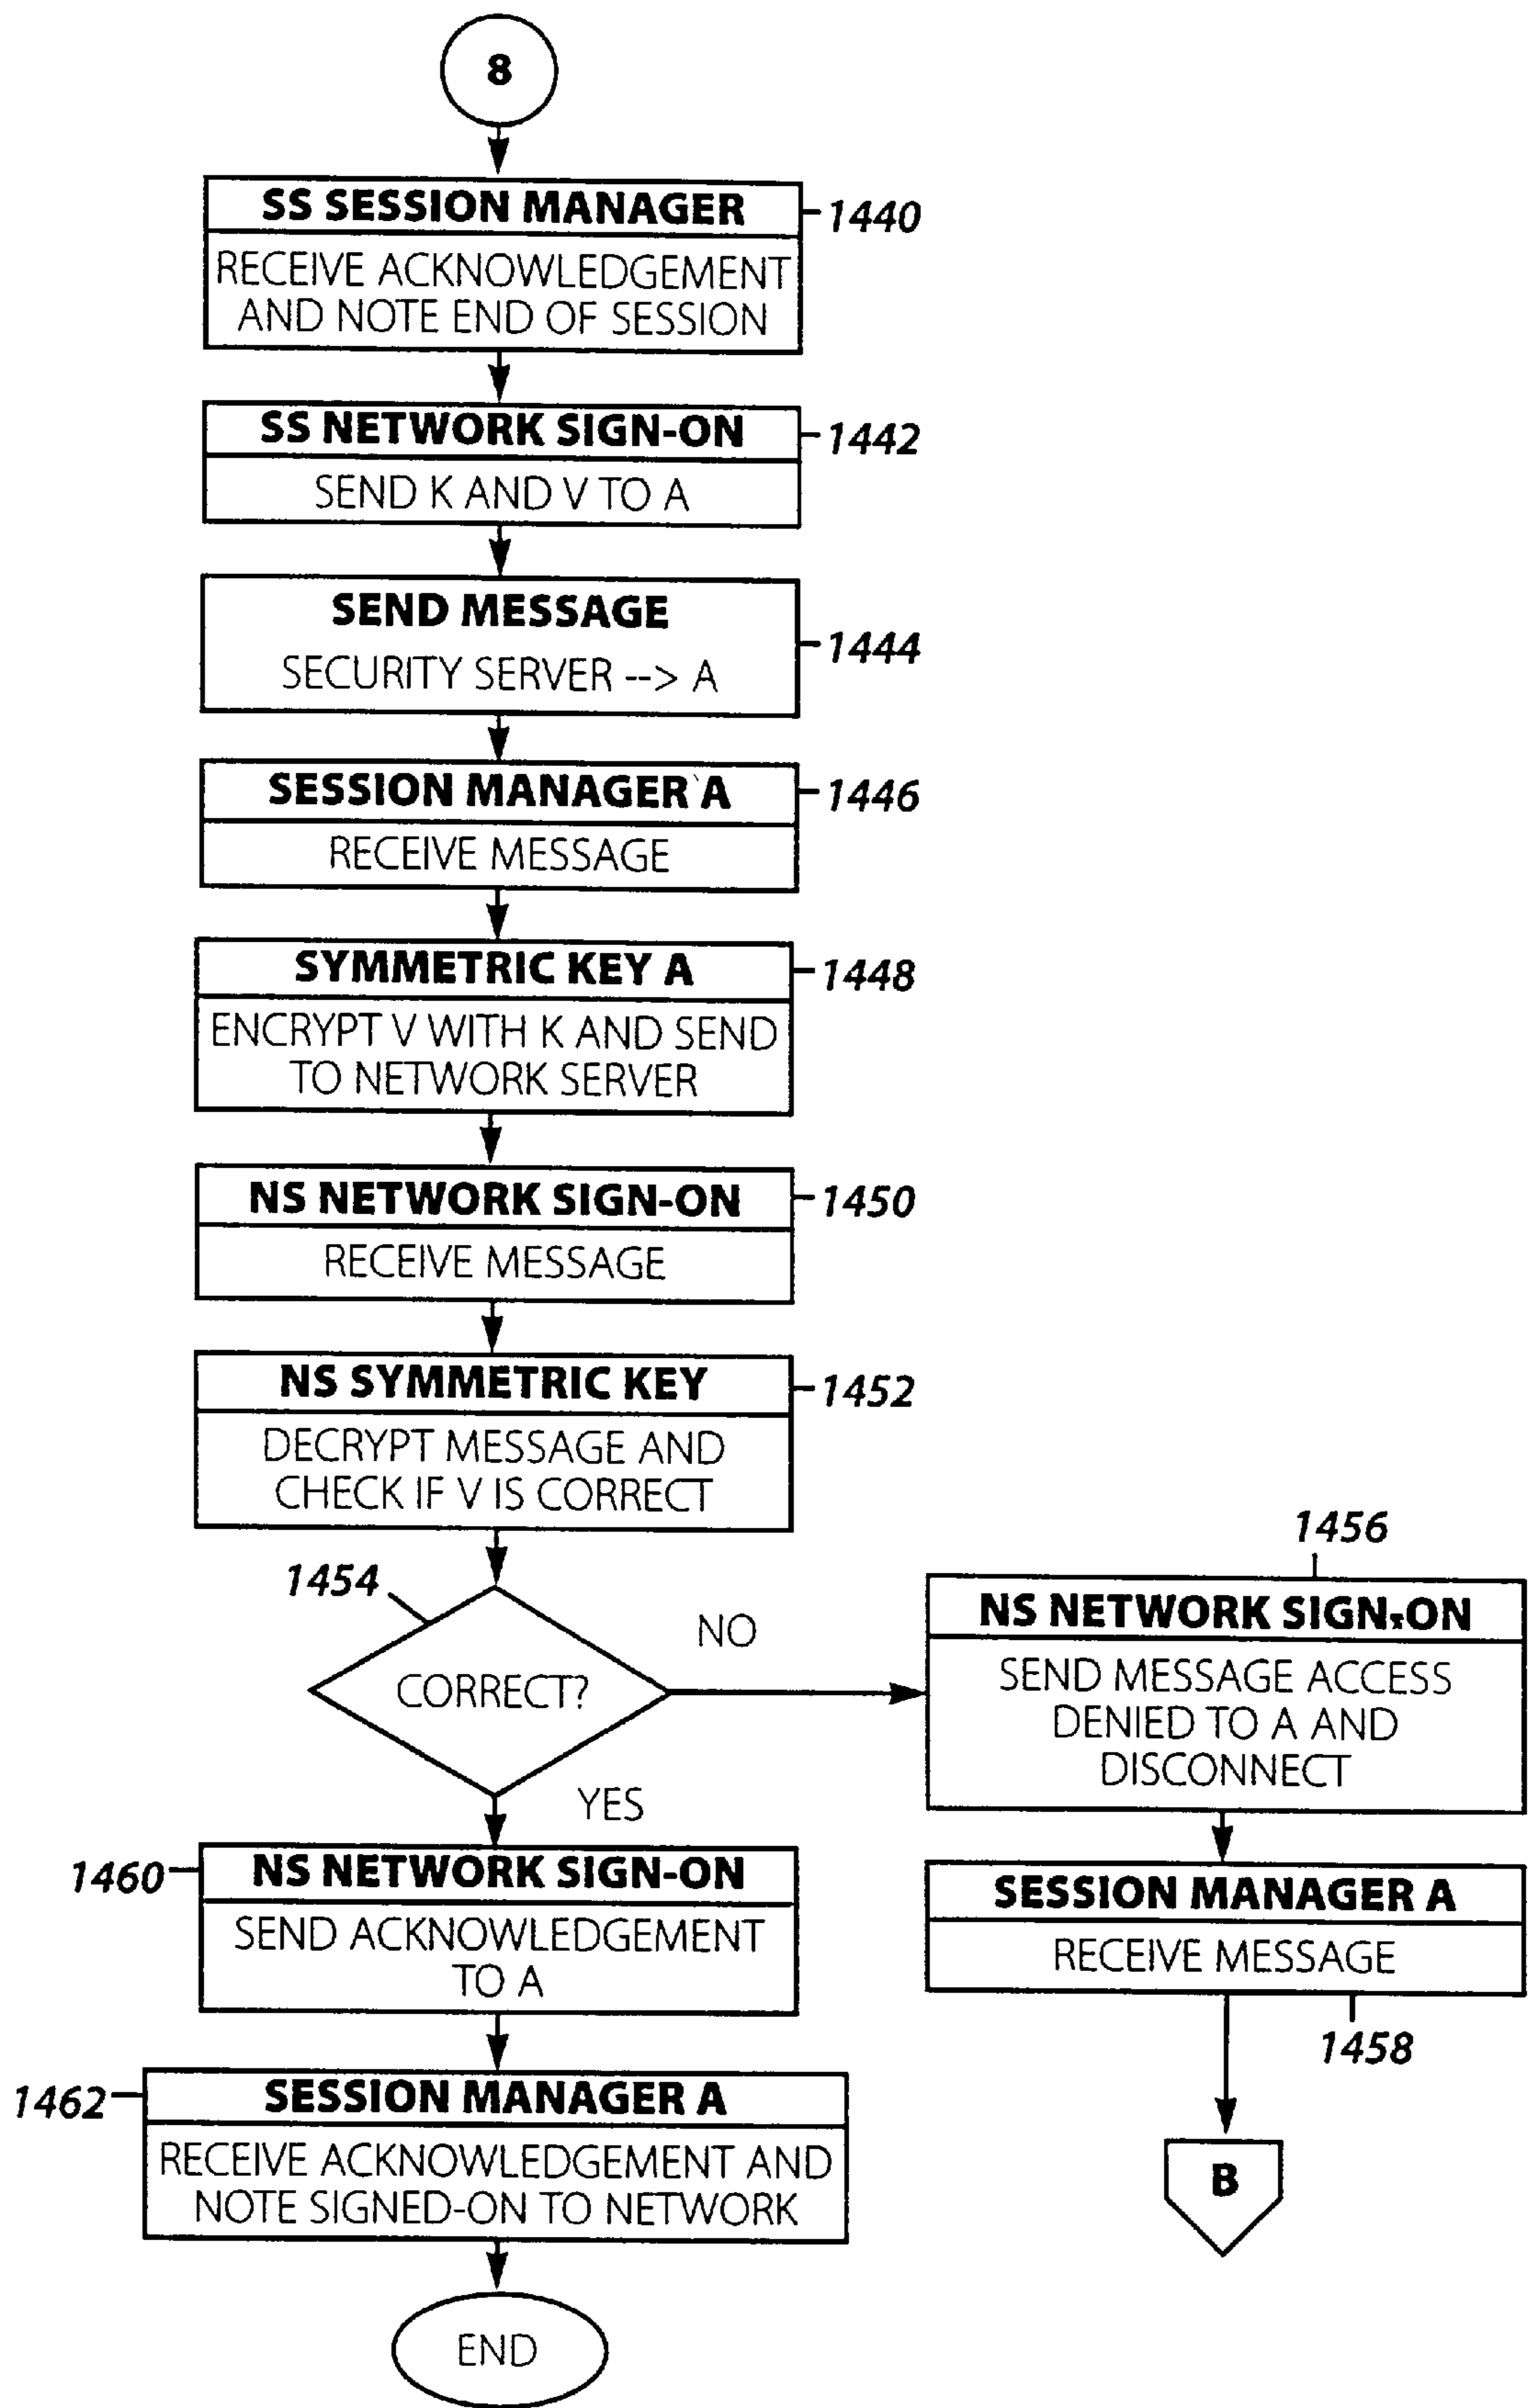 8
SS SESSION MANAGER
1440
RECEIVE ACKNOWLEDGEMENT
AND NOTE END OF SESSION
SS NETWORK SIGN-ON
1442
SEND K AND V TO A
SEND MESSAGE
1444
SECURITY SERVER --> A
SESSION MANAGER A
1446
RECEIVE MESSAGE
SYMMETRIC KEY A
1448
ENCRYPT V WITH K AND SEND
TO NETWORK SERVER
NS NETWORK SIGN-ON
1450
RECEIVE MESSAGE
NS SYMMETRIC KEY
1452
DECRYPT MESSAGE AND
CHECK IF V IS CORRECT
1454
CORRECT?
NO
YES
1456
NS NETWORK SIGN-ON
SEND MESSAGE ACCESS
DENIED TO A AND
DISCONNECT
SESSION MANAGER A
RECEIVE MESSAGE
1458
B
1460
NS NETWORK SIGN-ON
SEND ACKNOWLEDGEMENT
TO A
1462
SESSION MANAGER A
RECEIVE ACKNOWLEDGEMENT AND
NOTE SIGNED-ON TO NETWORK
END